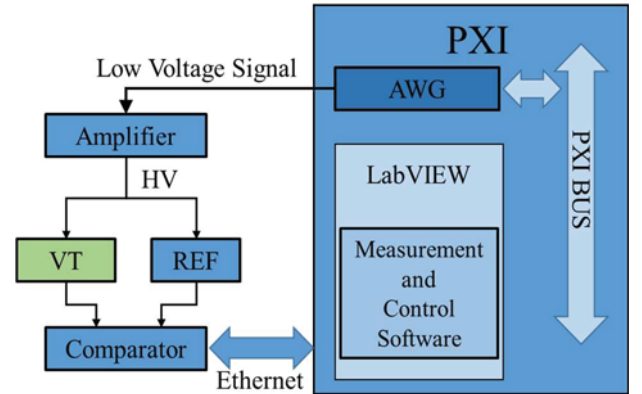 PXI
Low Voltage Signal
AWG
Amplifier
HV
LabVIEW
PXI BUS
VT
REF
Measurement
and
Control
Software
Comparator
Ethernet